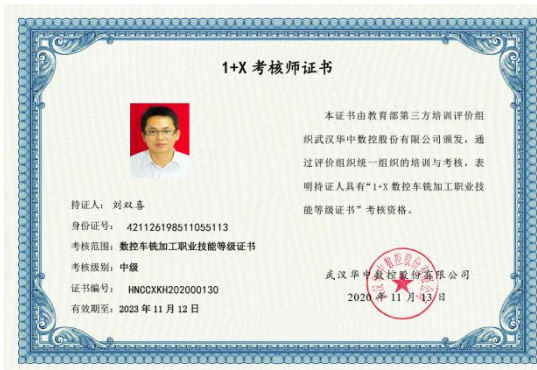 1+X 考核师证书
本证书由教育部第三方培训评价组
织武汉华中数控股份有限公司颁发，通
过评价组织统一组织的培训与考核，表
明持证人具有“1+X 数控车铣加工职业技
能等级证书”考核资格。
持证人：刘双喜
身份证号：421126198511055113
考核范围：数控车铣加工职业技能等级证书
考核级别：中级
证书编号：HNCCXKH202000130
有效期至：2023 年 11 月 12 日
武汉华中数控股份有限公司
2020 年 11 月 13 日